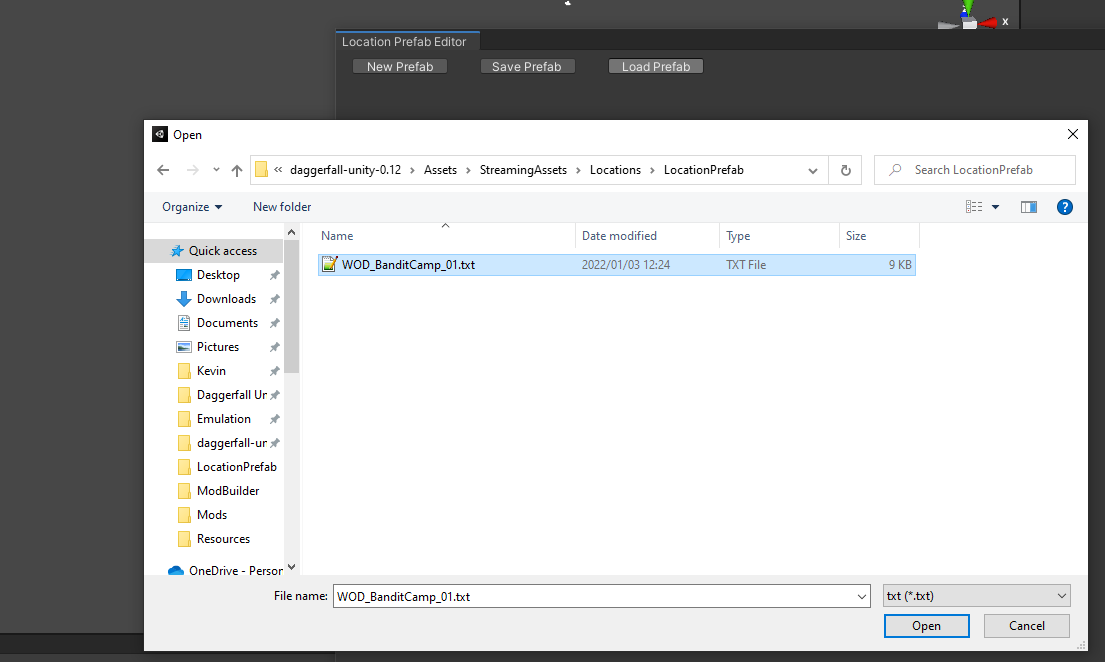 x
Location Prefab Editor
New Prefab Save Prefab Load Prefab
Open
« daggerfall-unity-0.12 › Assets › StreamingAssets › Locations › LocationPrefab Search LocationPrefab
Organize New folder ?
Name Date modified Type Size
Quick access
WOD_BanditCamp_01.txt 2022/01/03 12:24 TXT File 9 KB
Desktop
Downloads
Documents
Pictures
Kevin
Daggerfall Un
Emulation
daggerfall-un
LocationPrefab
ModBuilder
Mods
Resources
OneDrive - Person
File name: WOD_BanditCamp_01.txt txt (*.txt)
Open Cancel